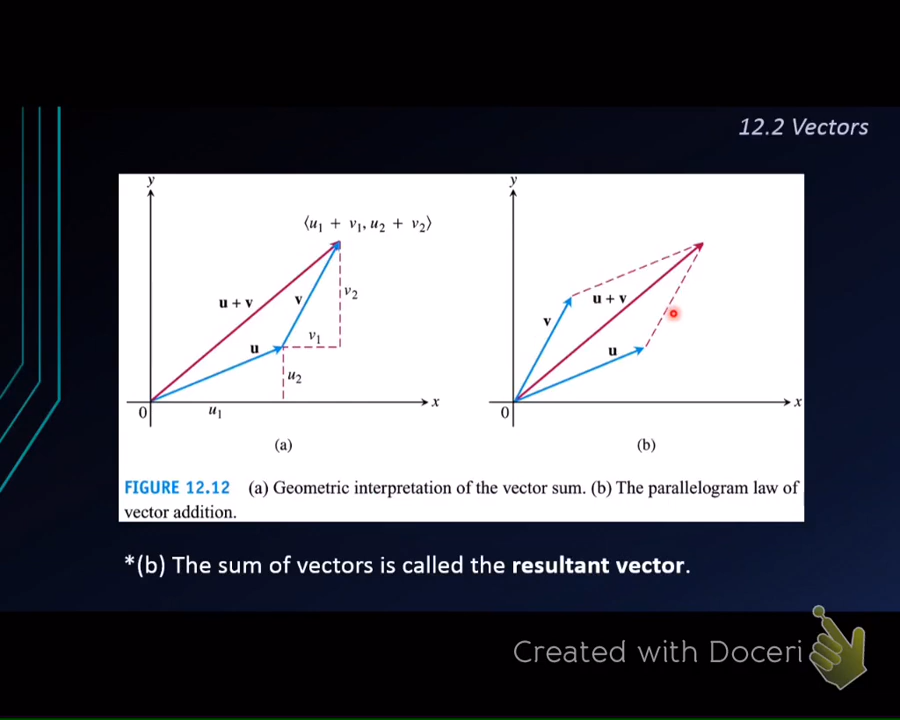 12.2 Vectors
y
⟨u₁ + v₁, u₂ + v₂⟩
u + v
v
v₂
v₁
u
u₂
0
u₁
x
(a)
y
u + v
v
u
0
x
(b)
FIGURE 12.12 (a) Geometric interpretation of the vector sum. (b) The parallelogram law of
vector addition.
*(b) The sum of vectors is called the resultant vector.
Created with Doceri